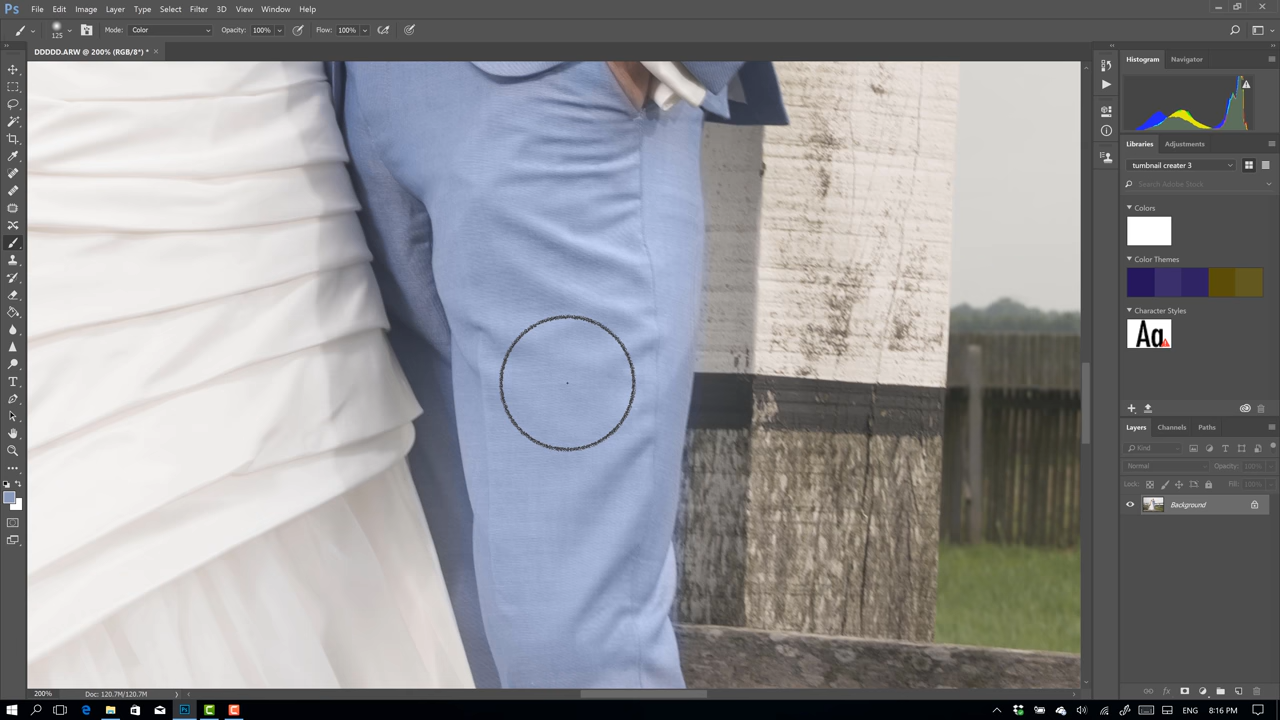 Ps File Edit Image Layer Type Select Filter 3D View Window Help
125 Mode: Color Opacity: 100% Flow: 100%
DDDDD.ARW @ 200% (RGB/8*) * ×
Histogram Navigator
Libraries Adjustments
tumbnail creater 3
Search Adobe Stock
Colors
Color Themes
Character Styles
Aa
Layers Channels Paths
Kind
Normal Opacity: 100%
Lock: Fill: 100%
Background
fx
200% Doc: 120.7M/120.7M
ENG 8:16 PM